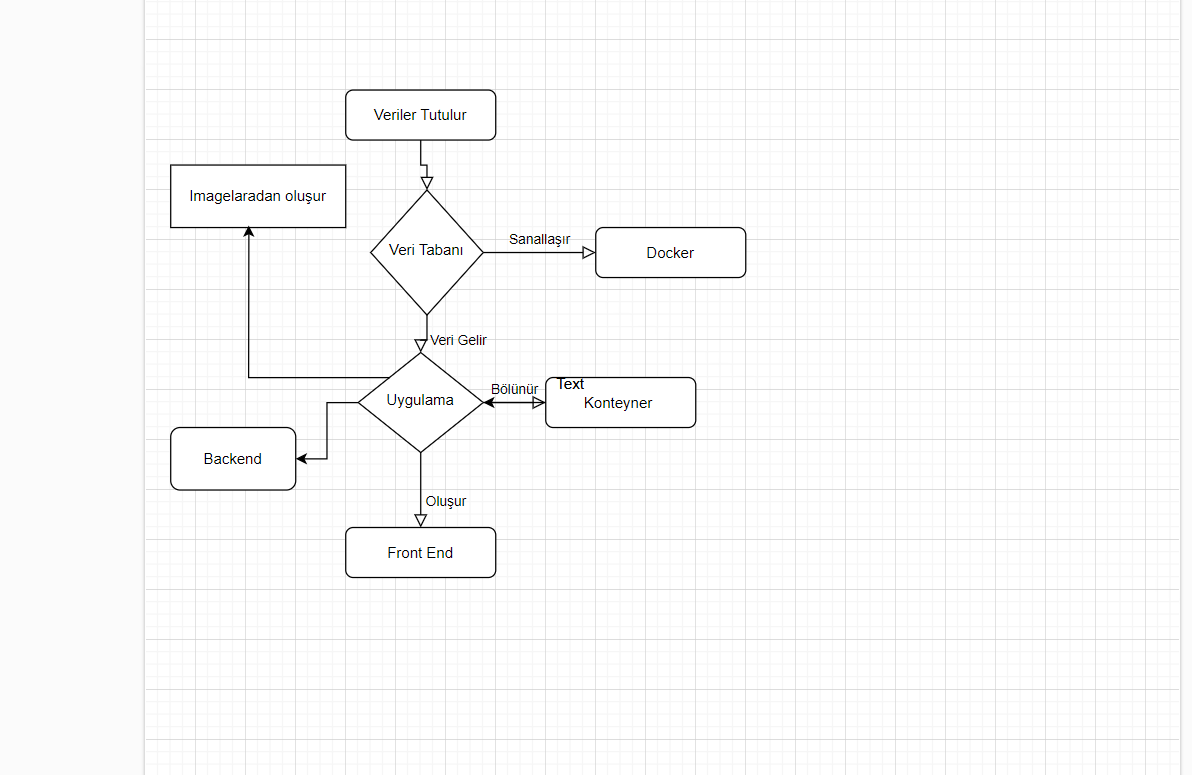 Veriler Tutulur
Imagelaradan oluşur
Veri Tabanı
Sanallaşır
Docker
Veri Gelir
Uygulama
Bölünür
Text
Konteyner
Backend
Oluşur
Front End